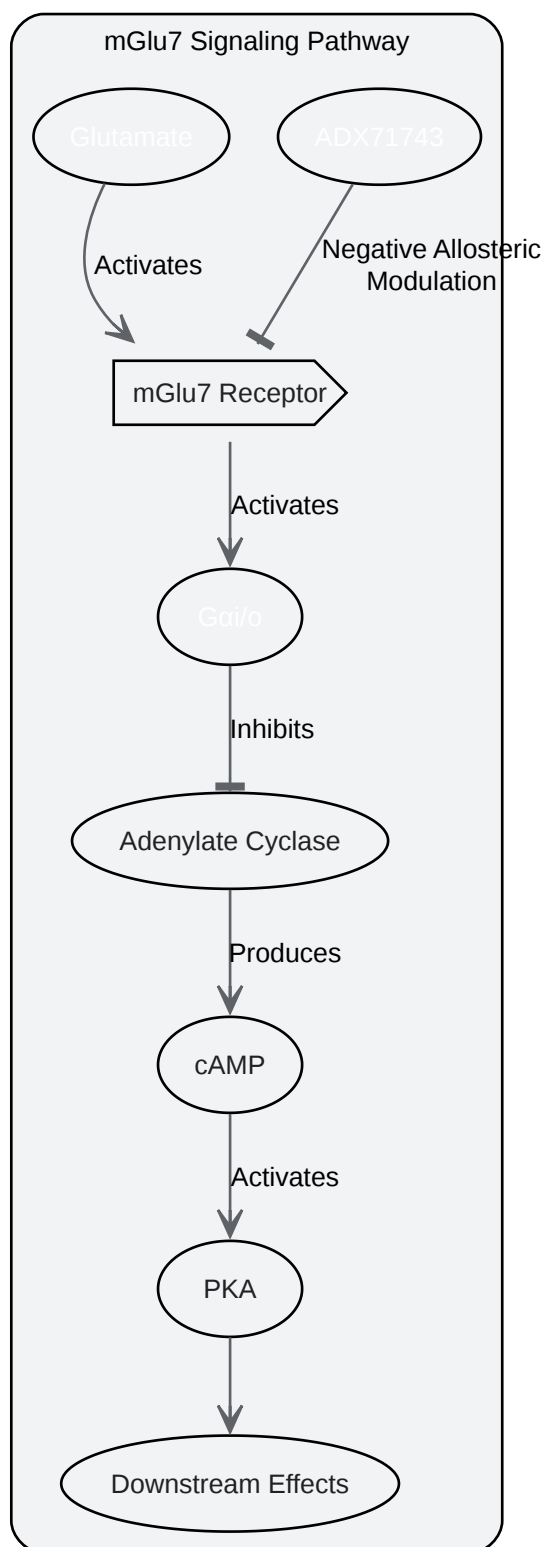 mGlu7 Signaling Pathway
Glutamate
ADX71743
Activates
Negative Allosteric
Modulation
mGlu7 Receptor
Activates
Gαi/o
Inhibits
Adenylate Cyclase
Produces
cAMP
Activates
PKA
Downstream Effects